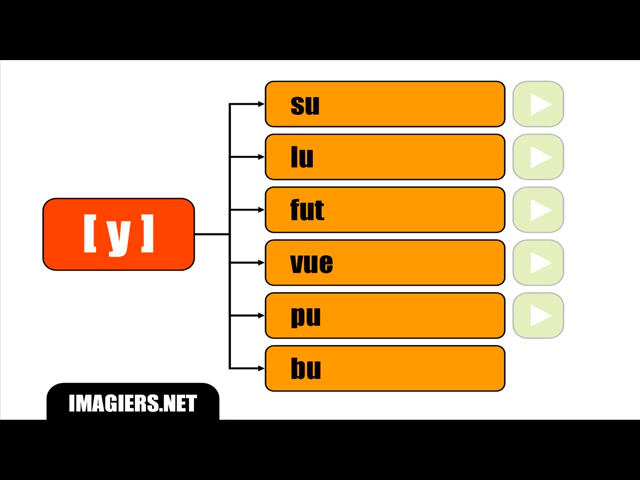 [ y ]
su
lu
fut
vue
pu
bu
IMAGIERS.NET